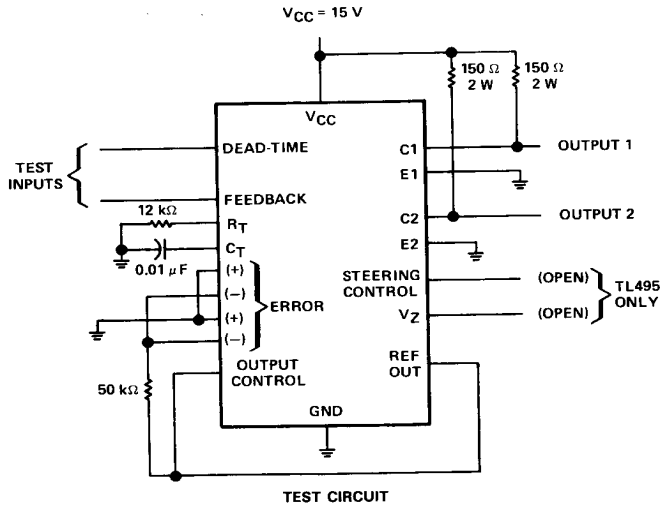 VCC = 15 V
150 Ω
2 W
150 Ω
2 W
VCC
TEST
INPUTS
DEAD-TIME
FEEDBACK
12 kΩ
RT
CT
0.01 μF
(+)
(−)
(+)
(−)
ERROR
OUTPUT
CONTROL
50 kΩ
C1
OUTPUT 1
E1
C2
OUTPUT 2
E2
STEERING
CONTROL
(OPEN)
VZ
(OPEN)
TL495
ONLY
REF
OUT
GND
TEST CIRCUIT